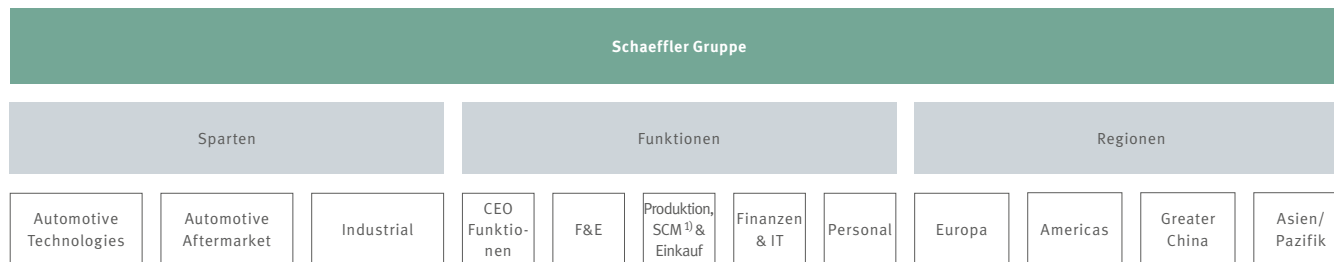 Schaeffler Gruppe
Sparten
Funktionen
Regionen
Automotive
Technologies
Automotive
Aftermarket
Industrial
CEO
Funktio-
nen
F&E
Produktion,
SCM 1) &
Einkauf
Finanzen
& IT
Personal
Europa
Americas
Greater
China
Asien/
Pazifik